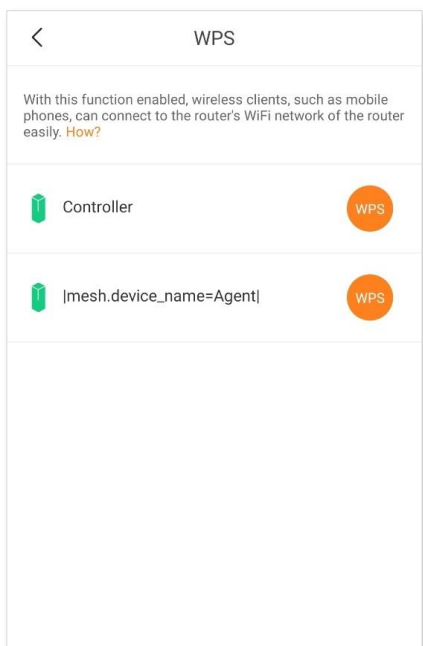 WPS
With this function enabled, wireless clients, such as mobile
phones, can connect to the router's WiFi network of the router
easily. How?
Controller
WPS
|mesh.device_name=Agent|
WPS